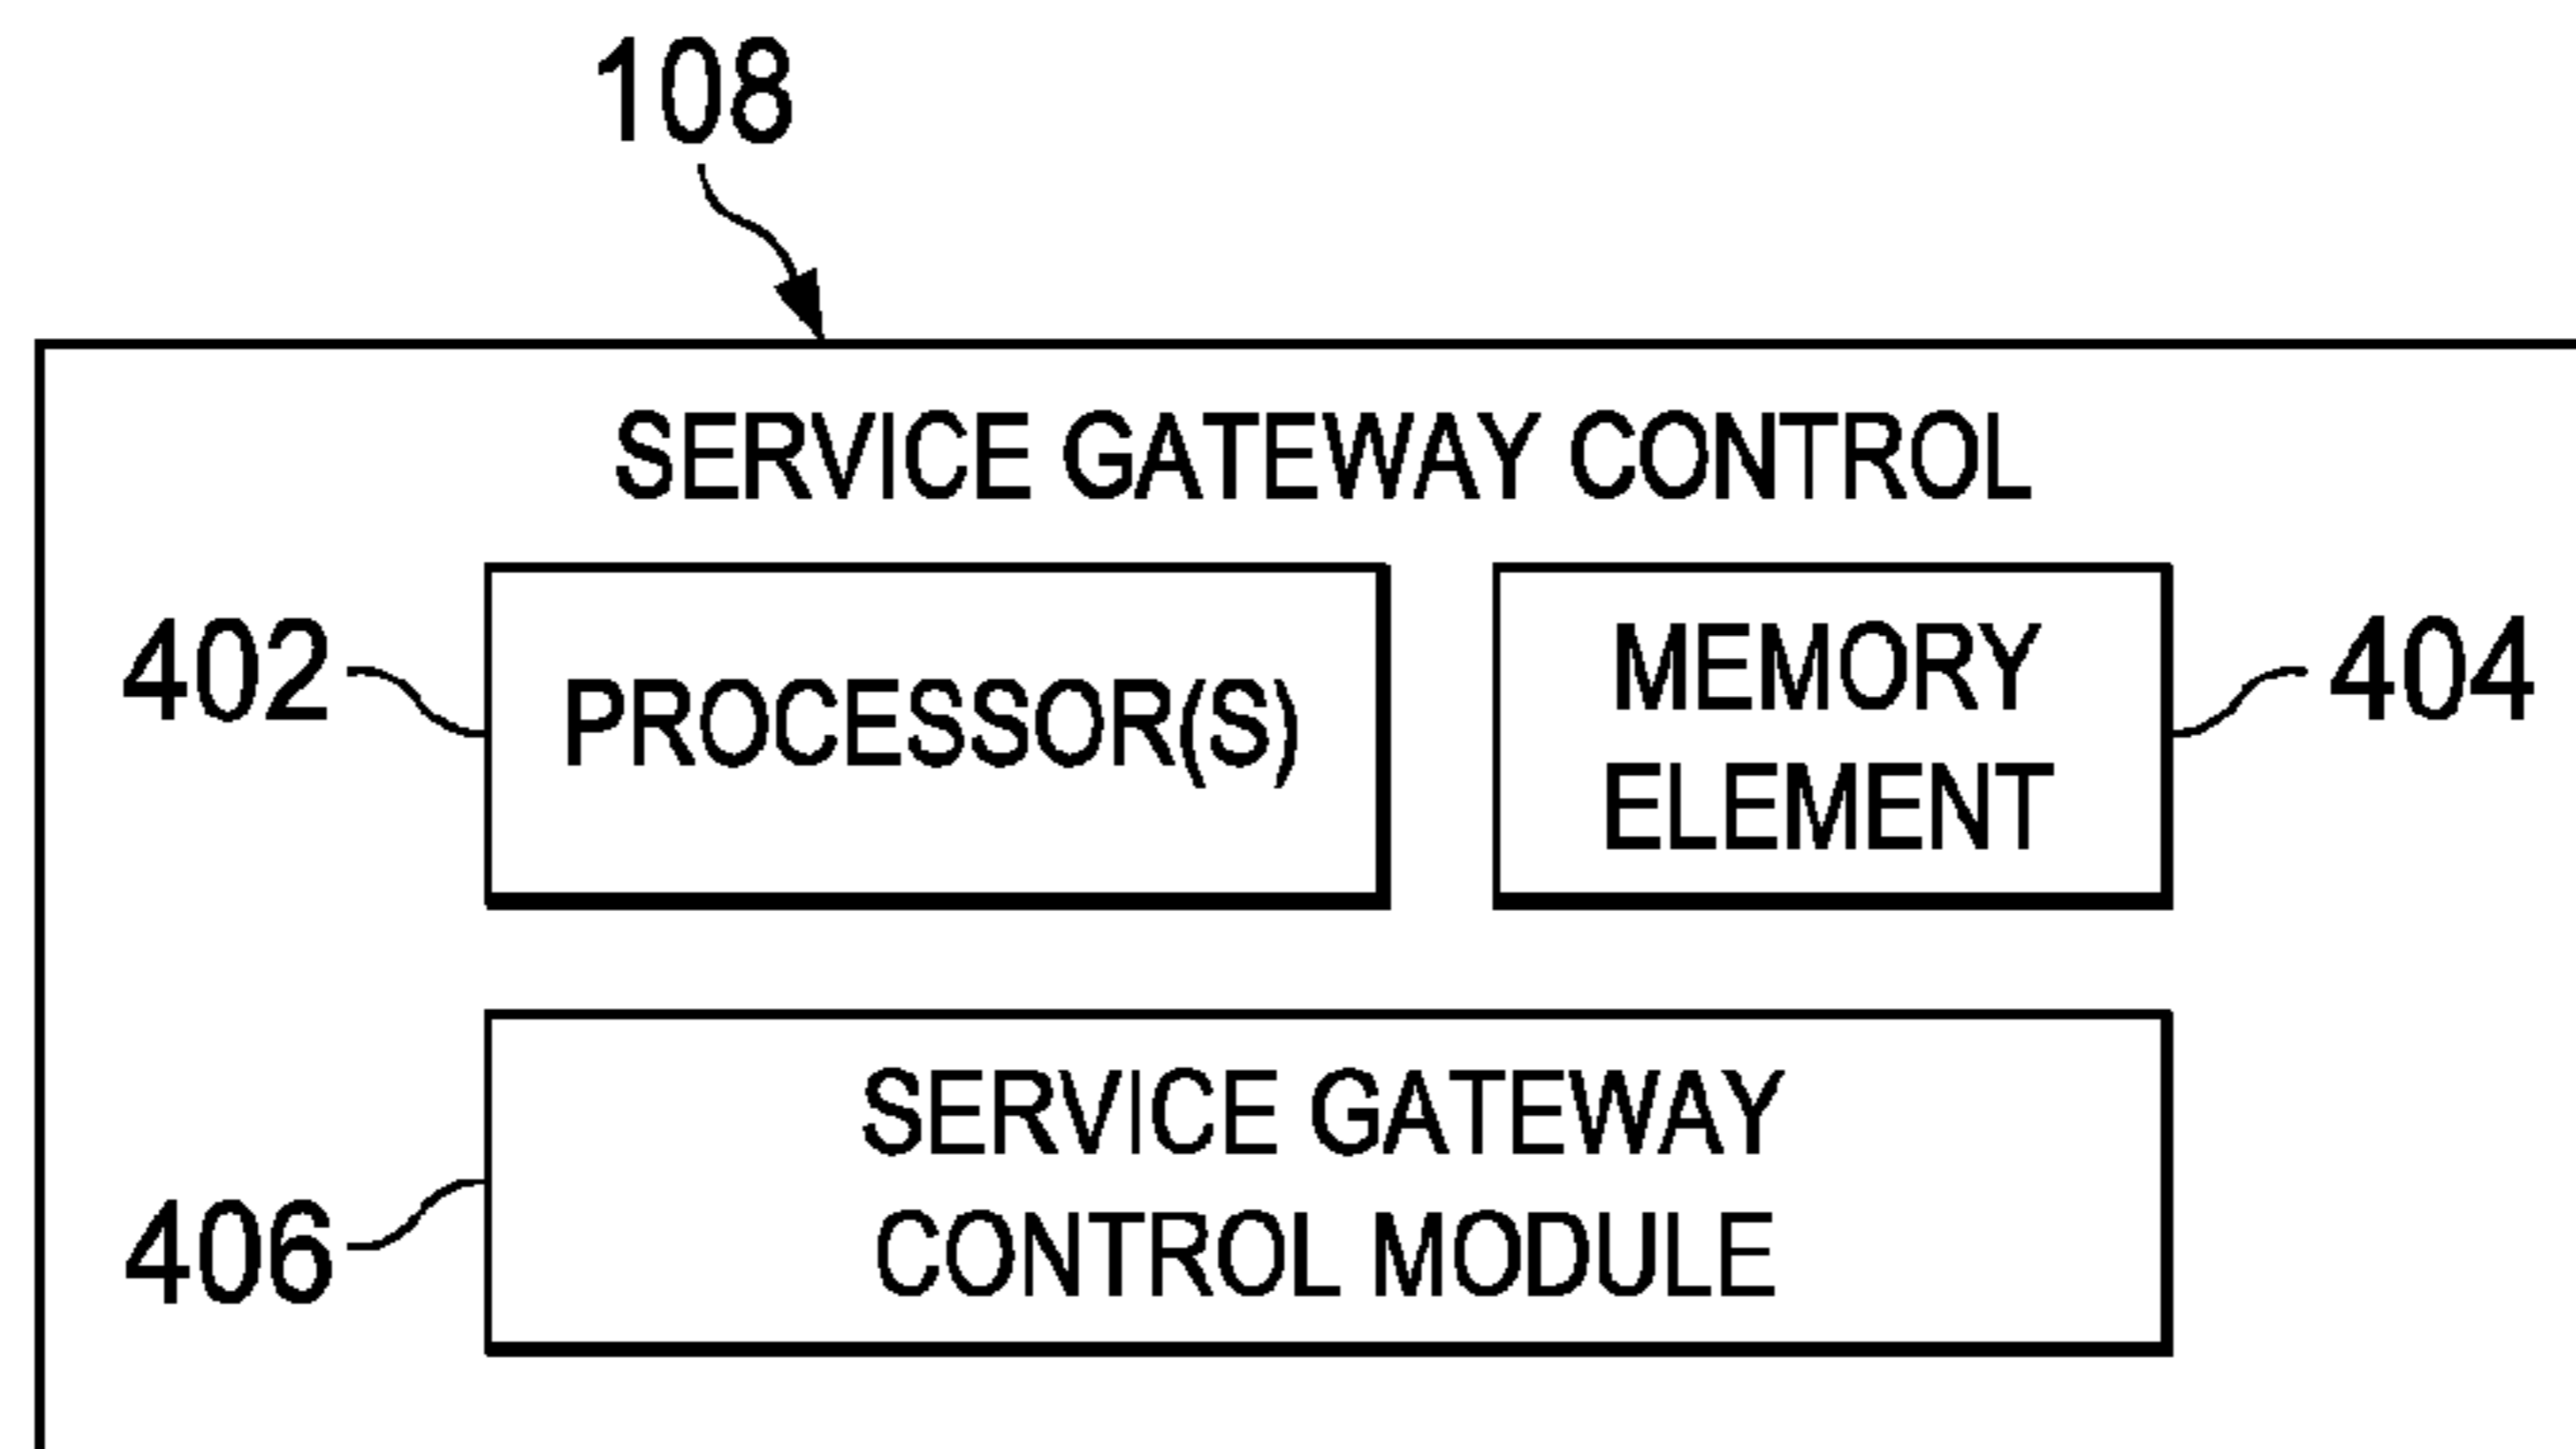 108
SERVICE GATEWAY CONTROL
402
PROCESSOR(S)
MEMORY
ELEMENT
404
SERVICE GATEWAY
CONTROL MODULE
406